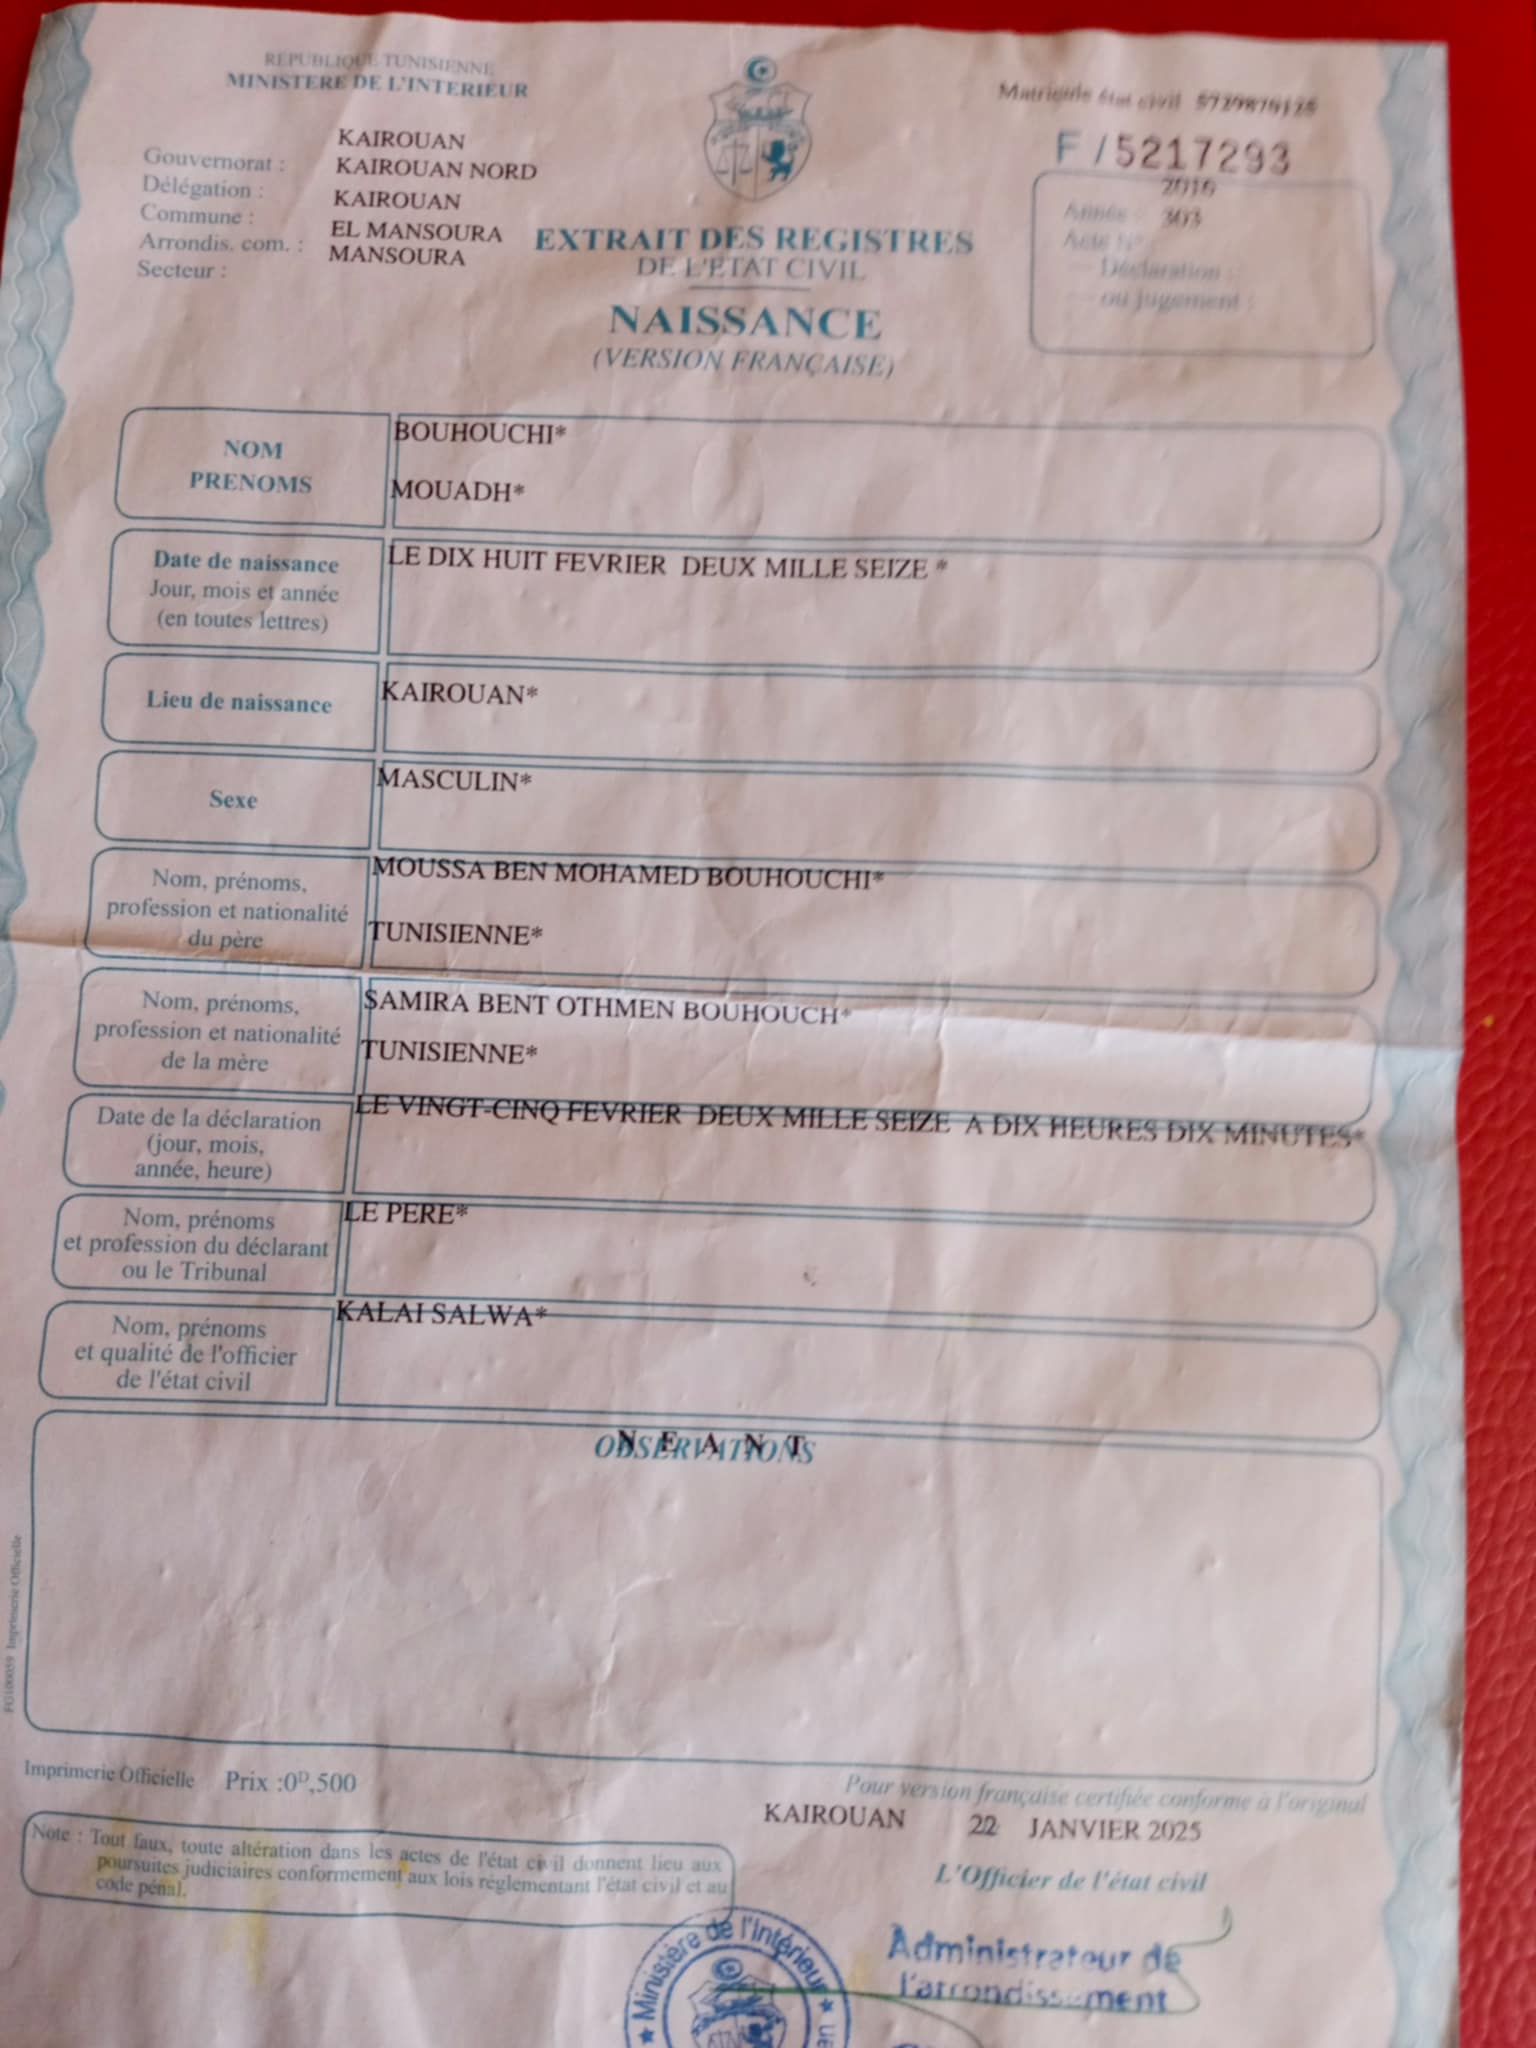 REPUBLIQUE TUNISIENNE
MINISTERE DE L'INTERIEUR
Gouvernorat : KAIROUAN
Délégation : KAIROUAN NORD
Commune : KAIROUAN
Arrondis. com. : EL MANSOURA
Secteur : MANSOURA
Matricule état civil
F / 5217293
2016
Année : 303
Acte N°
Déclaration :
ou jugement :
EXTRAIT DES REGISTRES
DE L'ETAT CIVIL
NAISSANCE
(VERSION FRANÇAISE)
NOM BOUHOUCHI*
PRENOMS MOUADH*
Date de naissance LE DIX HUIT FEVRIER DEUX MILLE SEIZE *
Jour, mois et année
(en toutes lettres)
Lieu de naissance KAIROUAN*
Sexe MASCULIN*
Nom, prénoms, MOUSSA BEN MOHAMED BOUHOUCHI*
profession et nationalité
du père TUNISIENNE*
Nom, prénoms, SAMIRA BENT OTHMEN BOUHOUCH*
profession et nationalité
de la mère TUNISIENNE*
Date de la déclaration LE VINGT-CINQ FEVRIER DEUX MILLE SEIZE A DIX HEURES DIX MINUTES*
(jour, mois,
année, heure)
Nom, prénoms LE PERE*
et profession du déclarant
ou le Tribunal
Nom, prénoms KALAI SALWA*
et qualité de l'officier
de l'état civil
OBSERVATIONS
N E A N T
FG100059 Imprimerie Officielle
Imprimerie Officielle Prix :0ᴰ,500
Pour version française certifiée conforme à l'original
KAIROUAN 22 JANVIER 2025
Note : Tout faux, toute altération dans les actes de l'état civil donnent lieu aux
poursuites judiciaires conformement aux lois réglementant l'état civil et au
code pénal.
L'Officier de l'état civil
Administrateur de
l'arrondissement
★ Ministère de l'Intérieur ★